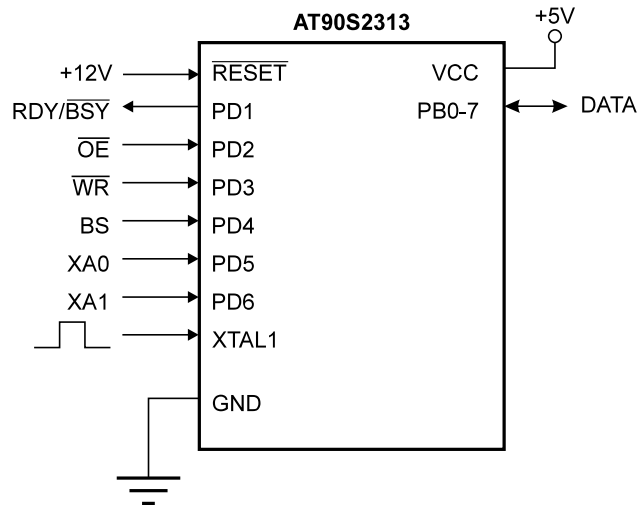 AT90S2313
+5V
+12V
RESET
VCC
RDY/BSY
PD1
PB0-7
DATA
OE
PD2
WR
PD3
BS
PD4
XA0
PD5
XA1
PD6
XTAL1
GND